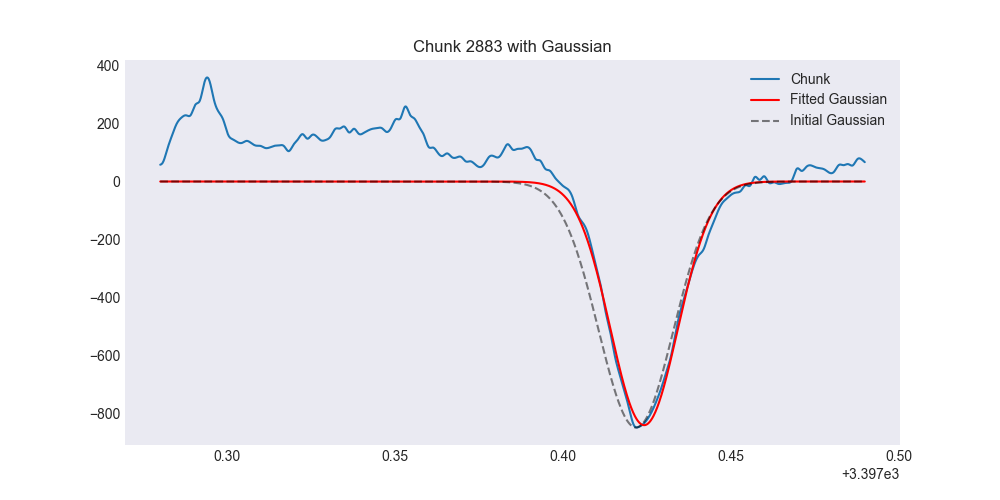 Chunk 2883 with Gaussian
400
200
0
−200
−400
−600
−800
Chunk
Fitted Gaussian
Initial Gaussian
0.30 0.35 0.40 0.45 0.50
+3.397e3